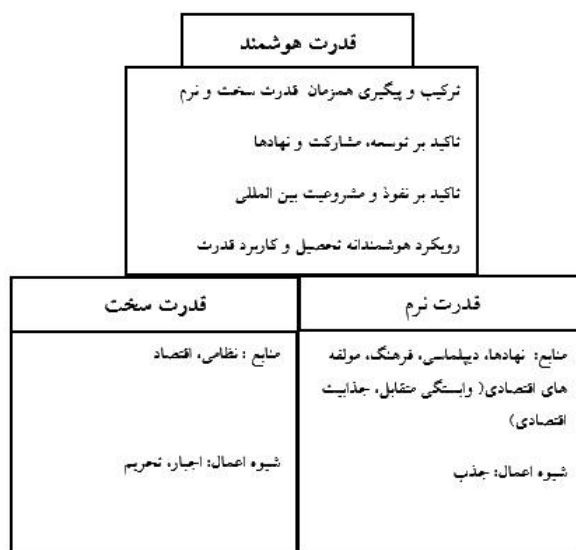 قدرت هوشمند
ترکیب و پیگیری همزمان قدرت سخت و نرم
تاکید بر توسعه، مشارکت و نهادها
تاکید بر نفوذ و مشروعیت بین المللی
رویکرد هوشمندانه تحصیل و کاربرد قدرت
قدرت نرم
منابع: نهادها، دیپلماسی، فرهنگ، مولفه
های اقتصادی( وابستگی متقابل، جذابیت
اقتصادی)
شیوه اعمال: جذب
قدرت سخت
منابع : نظامی، اقتصاد
شیوه اعمال: اجبار، تحریم